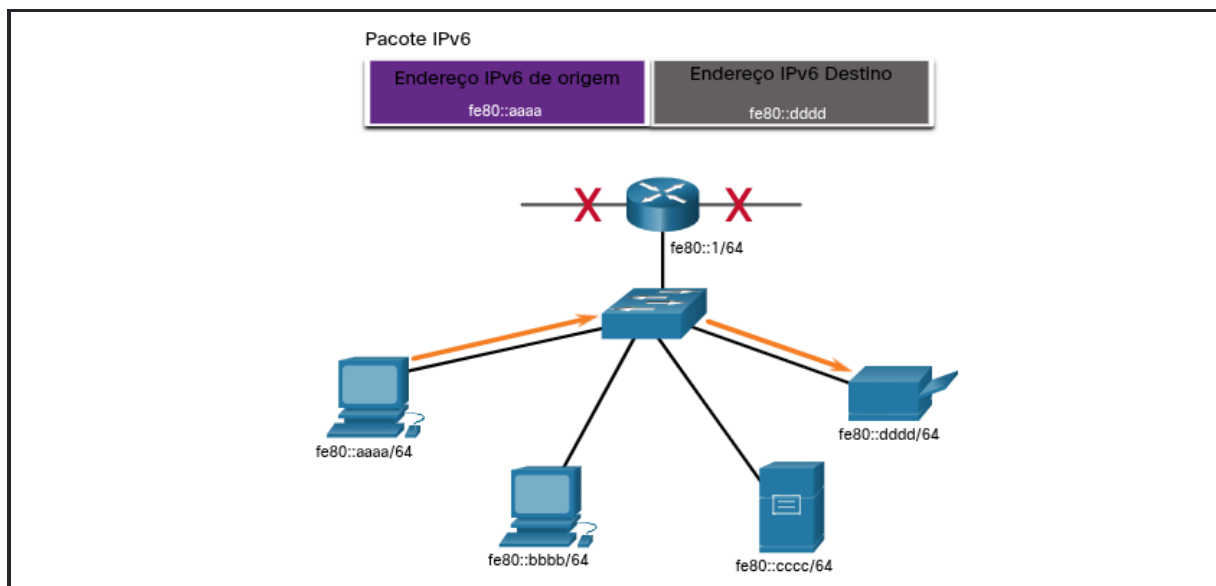 Pacote IPv6
Endereço IPv6 de origem
fe80::aaaa
Endereço IPv6 Destino
fe80::dddd
X X
fe80::1/64
fe80::aaaa/64
fe80::dddd/64
fe80::bbbb/64
fe80::cccc/64